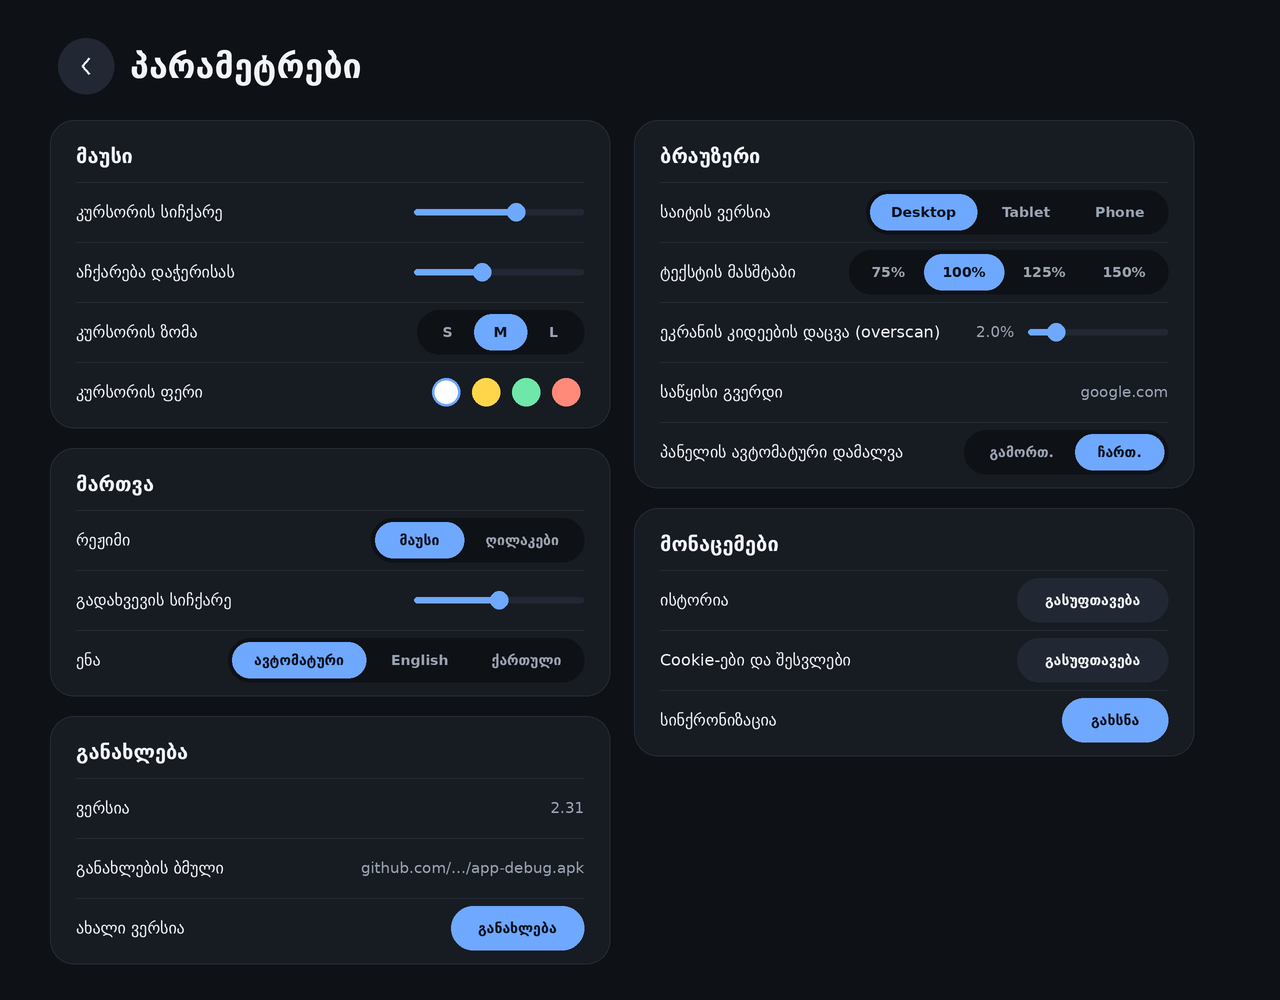 პარამეტრები
მაუსი
კურსორის სიჩქარე
აჩქარება დაჭერისას
კურსორის ზომა
S M L
კურსორის ფერი
მართვა
რეჟიმი
მაუსი ღილაკები
გადახვევის სიჩქარე
ენა
ავტომატური English ქართული
განახლება
ვერსია
2.31
განახლების ბმული
github.com/.../app-debug.apk
ახალი ვერსია
განახლება
ბრაუზერი
საიტის ვერსია
Desktop Tablet Phone
ტექსტის მასშტაბი
75% 100% 125% 150%
ეკრანის კიდეების დაცვა (overscan)
2.0%
საწყისი გვერდი
google.com
პანელის ავტომატური დამალვა
გამორთ. ჩართ.
მონაცემები
ისტორია
გასუფთავება
Cookie-ები და შესვლები
გასუფთავება
სინქრონიზაცია
გახსნა